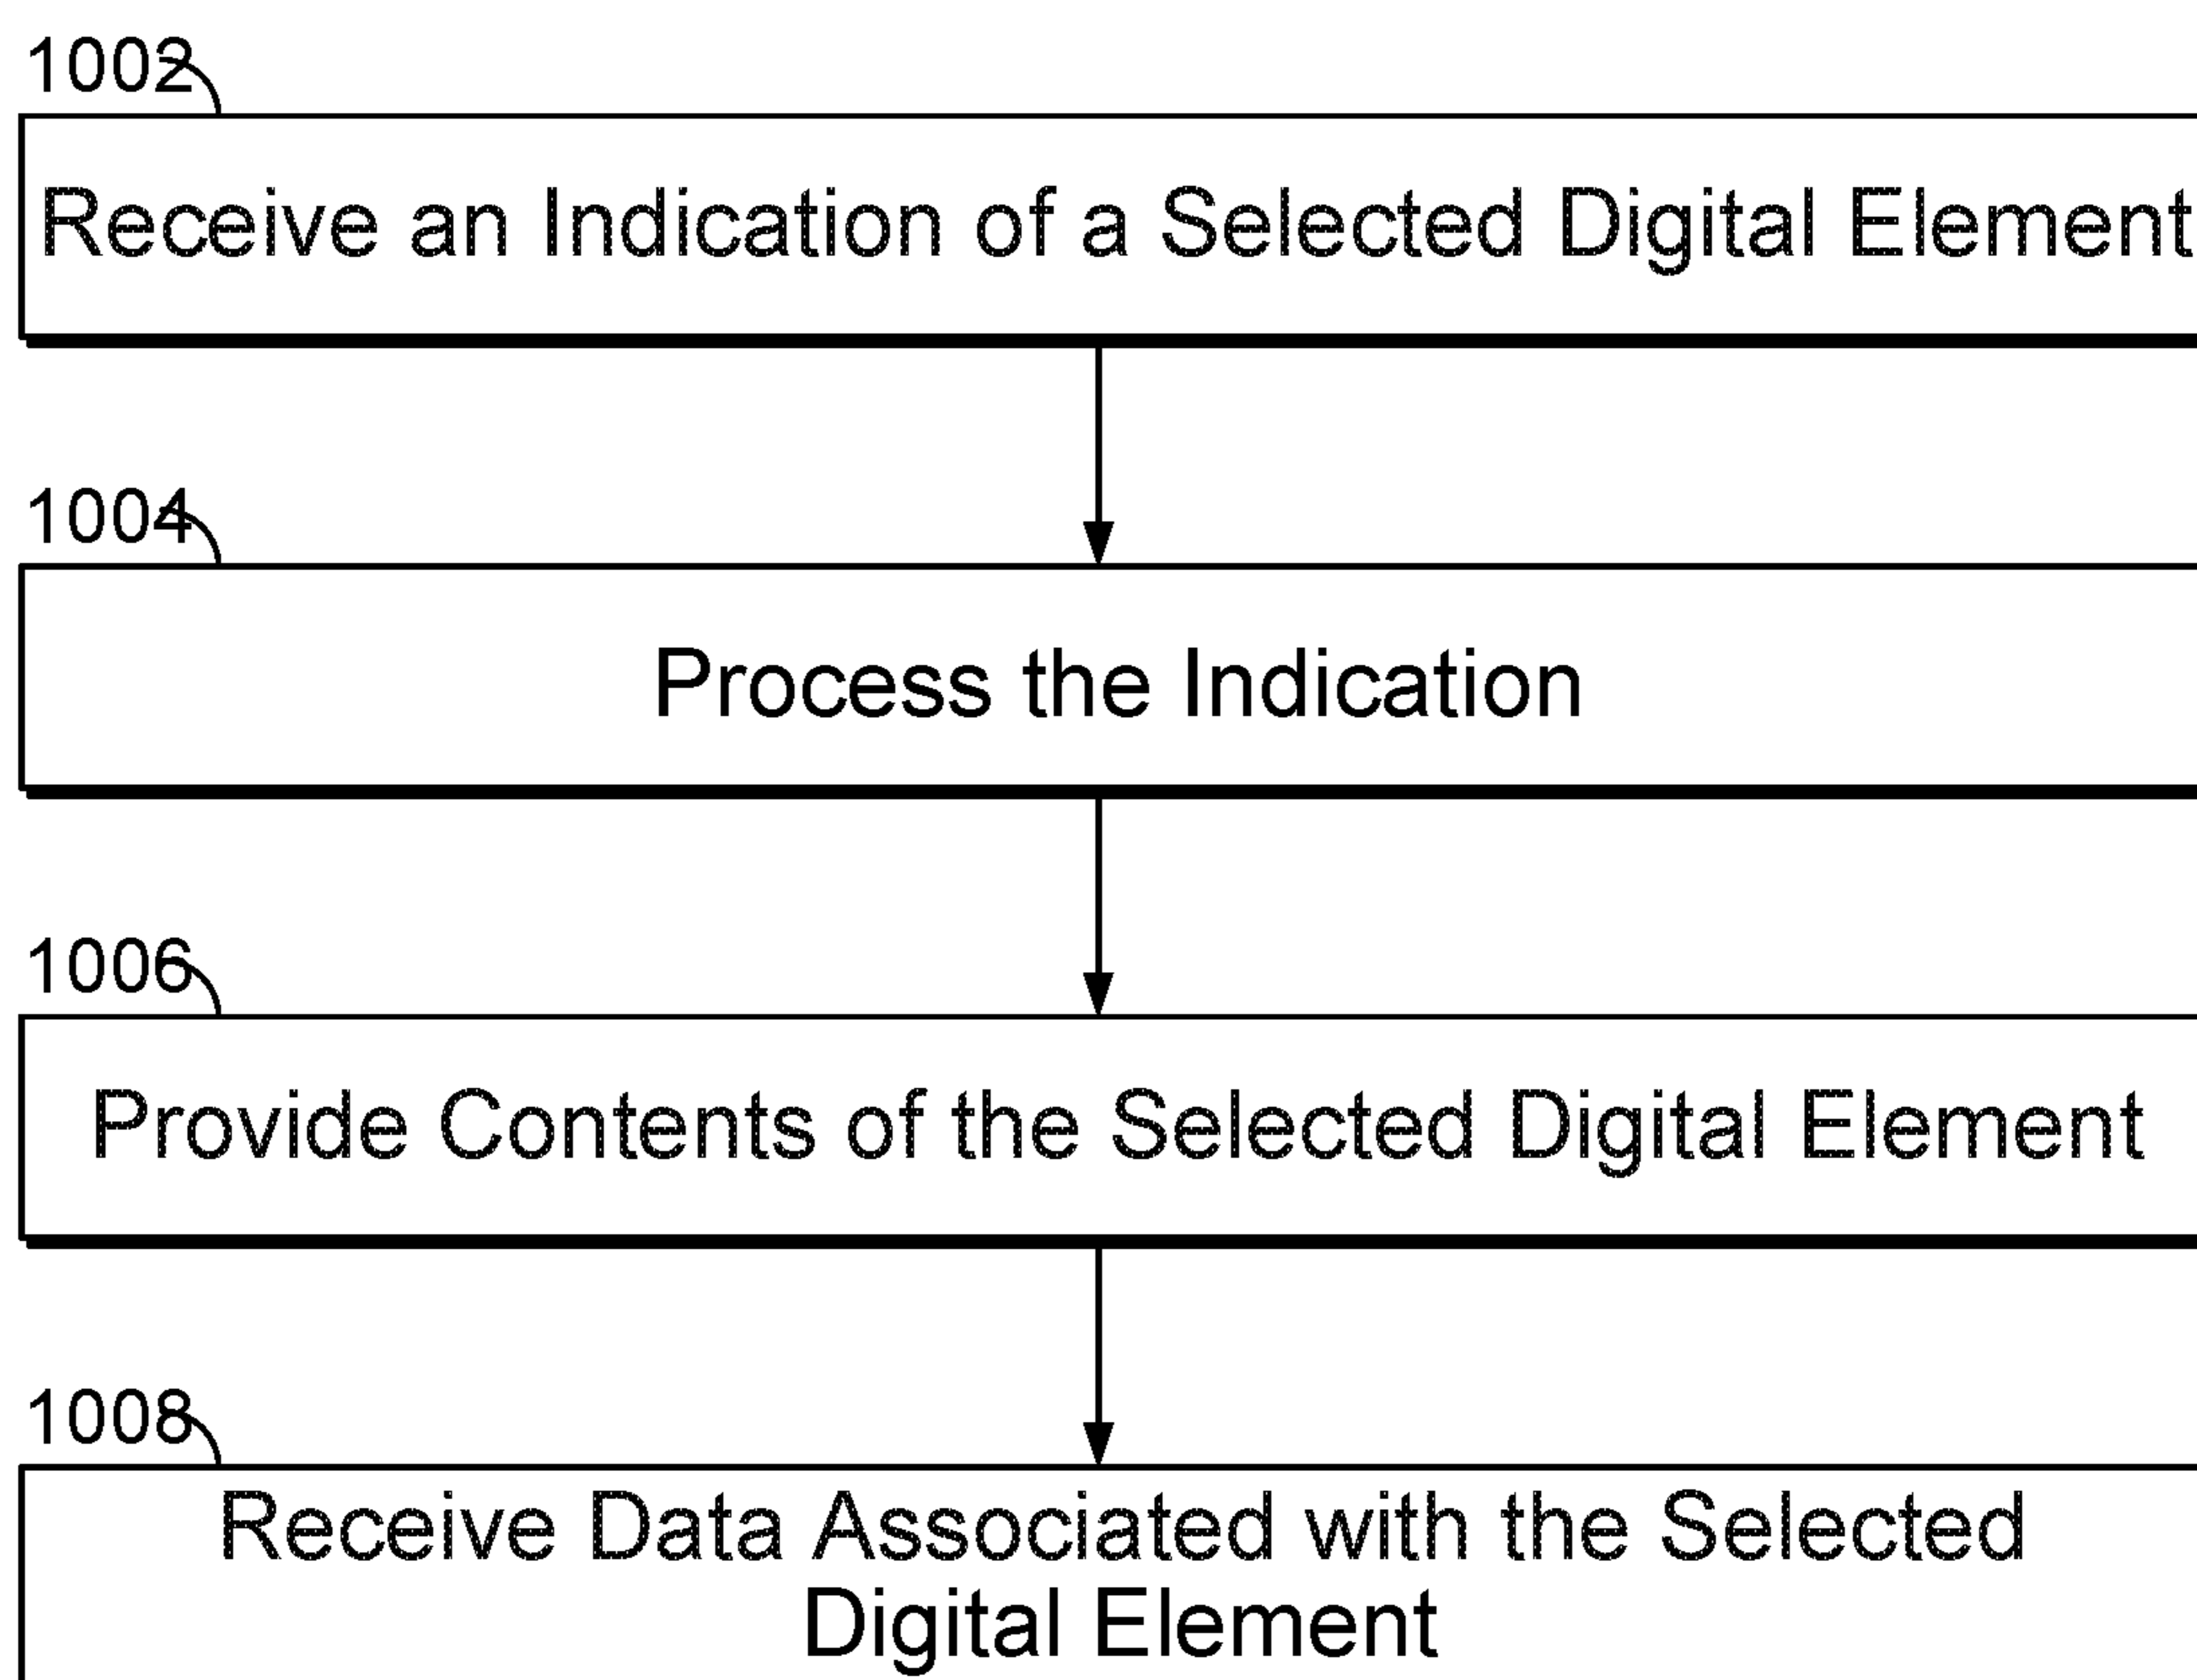 1002
Receive an Indication of a Selected Digital Element
1004
Process the Indication
1006
Provide Contents of the Selected Digital Element
1008
Receive Data Associated with the Selected
Digital Element